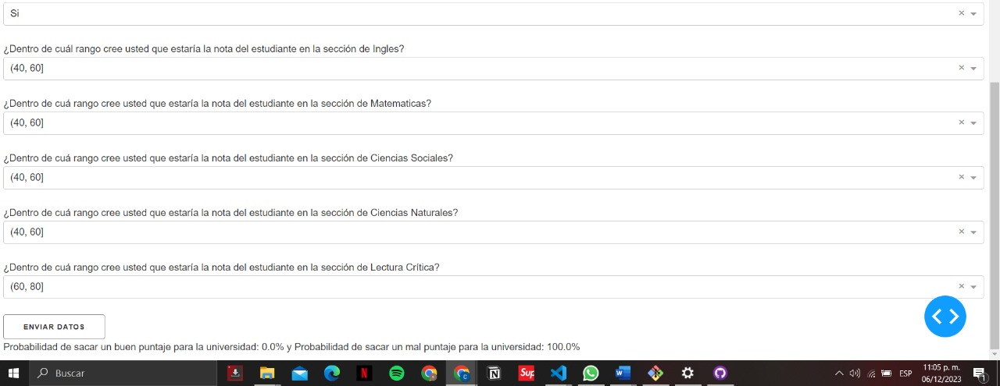 Si
¿Dentro de cuál rango cree usted que estaría la nota del estudiante en la sección de Ingles?
(40, 60]
¿Dentro de cuá rango cree usted que estaría la nota del estudiante en la sección de Matematicas?
(40, 60]
¿Dentro de cuá rango cree usted que estaría la nota del estudiante en la sección de Ciencias Sociales?
(40, 60]
¿Dentro de cuá rango cree usted que estaría la nota del estudiante en la sección de Ciencias Naturales?
(40, 60]
¿Dentro de cuá rango cree usted que estaría la nota del estudiante en la sección de Lectura Crítica?
(60, 80]
ENVIAR DATOS
Probabilidad de sacar un buen puntaje para la universidad: 0.0% y Probabilidad de sacar un mal puntaje para la universidad: 100.0%
Buscar
N
C
N
Sup
W
ESP
11:05 p. m.
06/12/2023
1